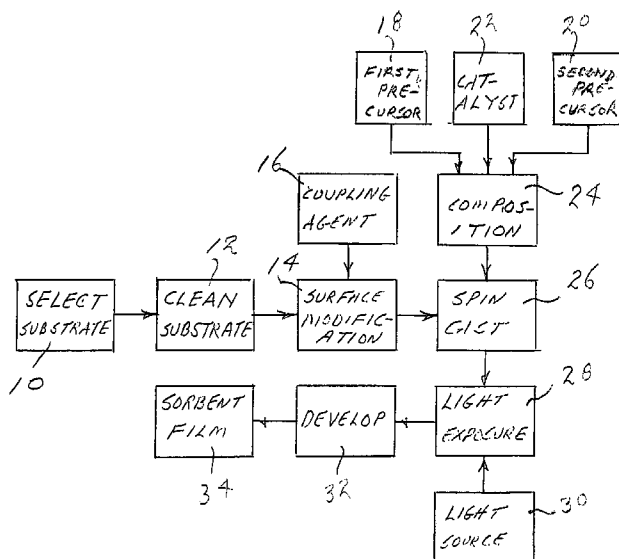 18
22
20
FIRST
PRE-
CURSOR
CAT-
ALYST
SECOND
PRE-
CURSOR
16
COUPLING
AGENT
COMPOS-
ITION
24
12
14
SELECT
SUBSTRATE
CLEAN
SUBSTRATE
SURFACE
MODIFIC-
ATION
SPIN
CAST
26
10
SORBENT
FILM
DEVELOP
LIGHT
EXPOSURE
28
34
32
LIGHT
SOURCE
30